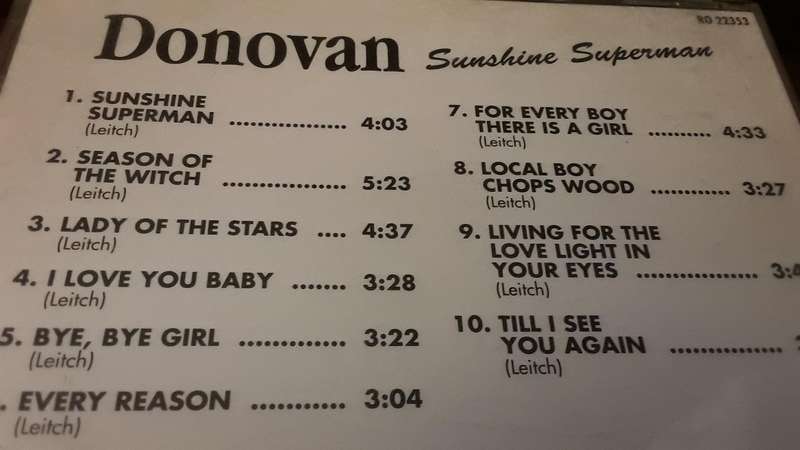 RO 22353
Donovan Sunshine Superman
1. SUNSHINE
SUPERMAN .................. 4:03
(Leitch)
2. SEASON OF
THE WITCH ................... 5:23
(Leitch)
3. LADY OF THE STARS .... 4:37
(Leitch)
4. I LOVE YOU BABY ....... 3:28
(Leitch)
5. BYE, BYE GIRL .............. 3:22
(Leitch)
. EVERY REASON ............ 3:04
(Leitch)
7. FOR EVERY BOY
THERE IS A GIRL .......... 4:33
(Leitch)
8. LOCAL BOY
CHOPS WOOD ............ 3:27
(Leitch)
9. LIVING FOR THE
LOVE LIGHT IN
YOUR EYES .................. 3:4
(Leitch)
10. TILL I SEE
YOU AGAIN ................
(Leitch)